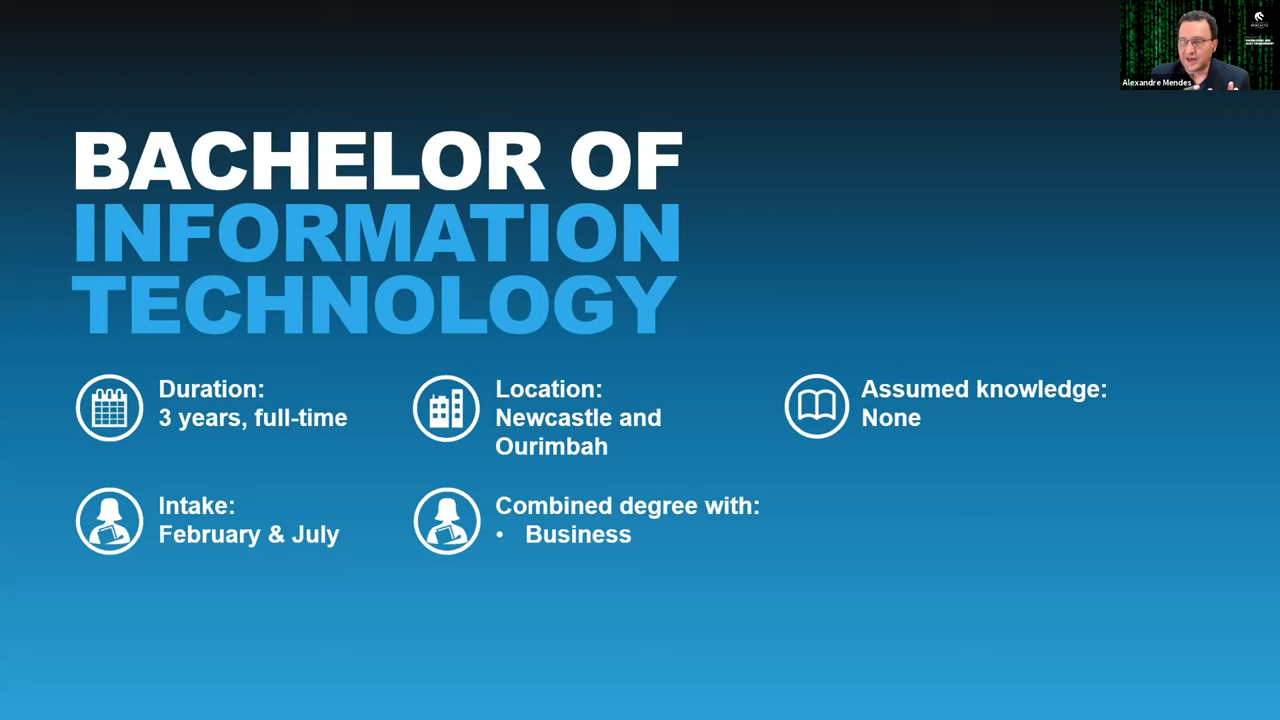 Alexandre Mendes
BACHELOR OF
INFORMATION
TECHNOLOGY
Duration:
3 years, full-time
Location:
Newcastle and
Ourimbah
Assumed knowledge:
None
Intake:
February & July
Combined degree with:
• Business